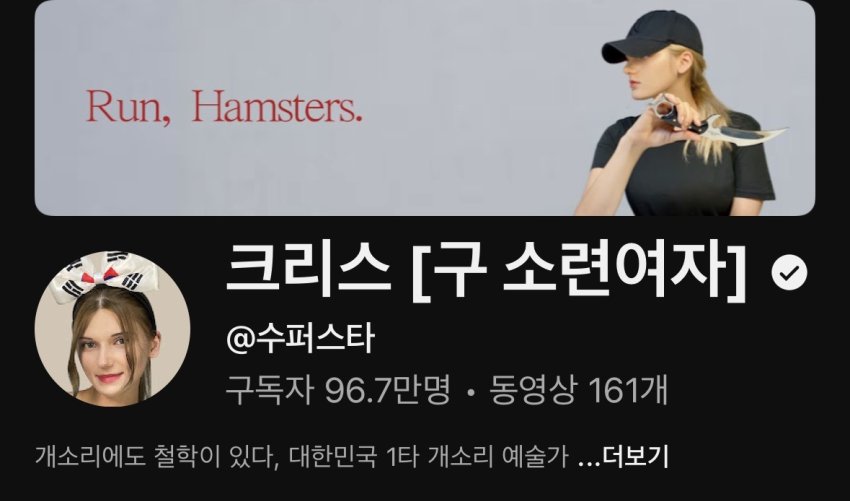 Run, Hamsters.
크리스 [구 소련여자]
@수퍼스타
구독자 96.7만명 • 동영상 161개
개소리에도 철학이 있다, 대한민국 1타 개소리 예술가 ...더보기